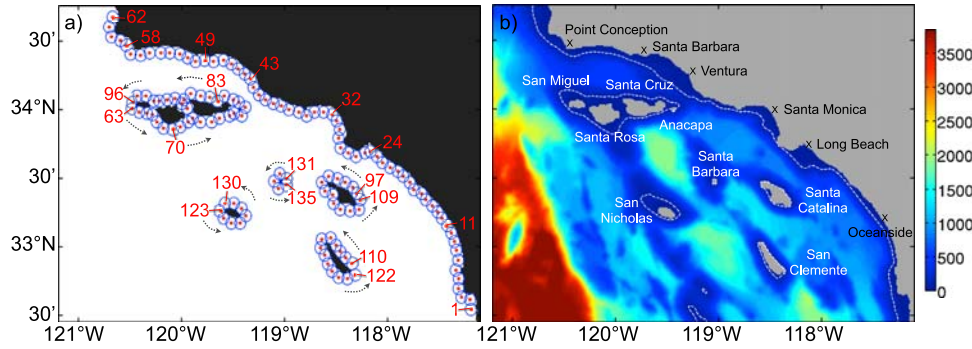 a)
62
58
49
43
83
96
63
70
32
24
131
135
97
109
130
123
11
110
122
1
30'
34°N
30'
33°N
30'
121°W
120°W
119°W
118°W
b)
Point Conception
Santa Barbara
Ventura
San Miguel
Santa Cruz
Santa Monica
Anacapa
Santa Rosa
Long Beach
Santa
Barbara
San
Nicholas
Santa
Catalina
Oceanside
San
Clemente
121°W
120°W
119°W
118°W
3500
3000
2500
2000
1500
1000
500
0